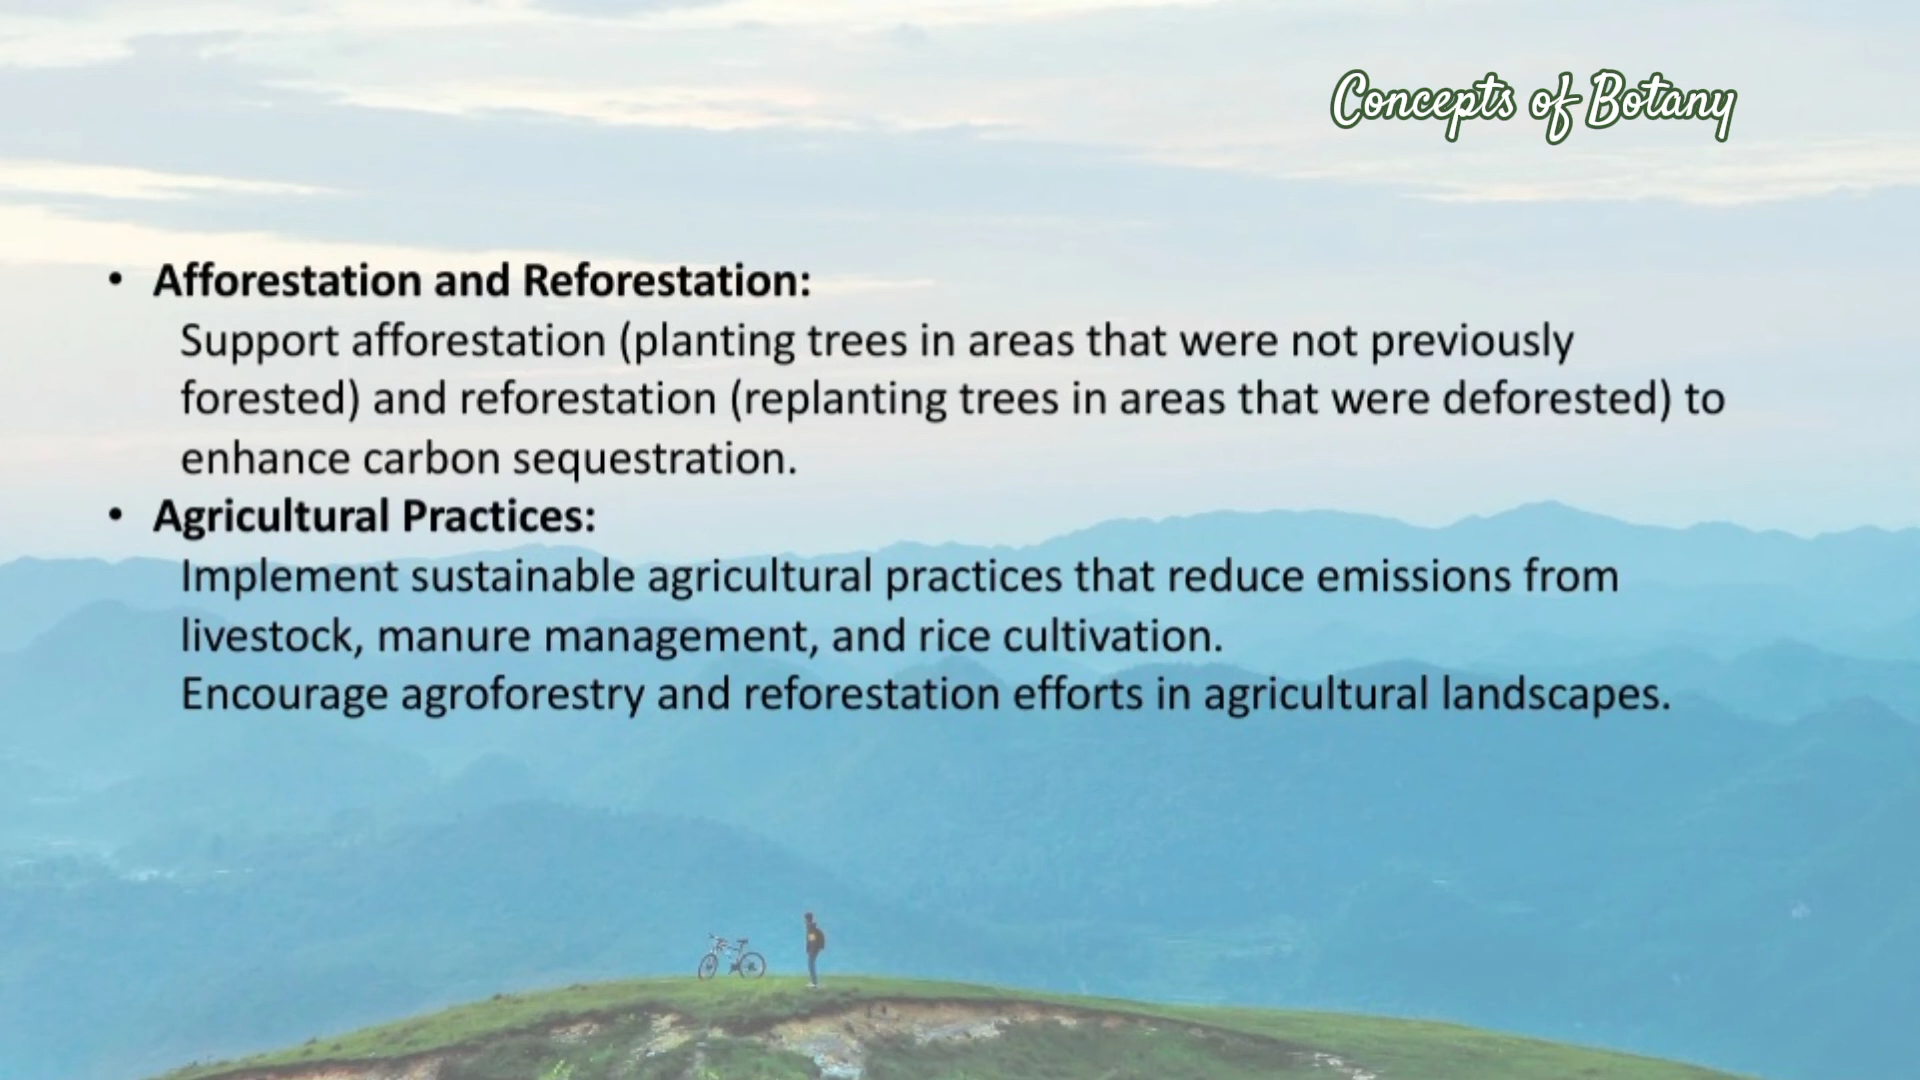 Concepts of Botany
• Afforestation and Reforestation:
Support afforestation (planting trees in areas that were not previously
forested) and reforestation (replanting trees in areas that were deforested) to
enhance carbon sequestration.
• Agricultural Practices:
Implement sustainable agricultural practices that reduce emissions from
livestock, manure management, and rice cultivation.
Encourage agroforestry and reforestation efforts in agricultural landscapes.